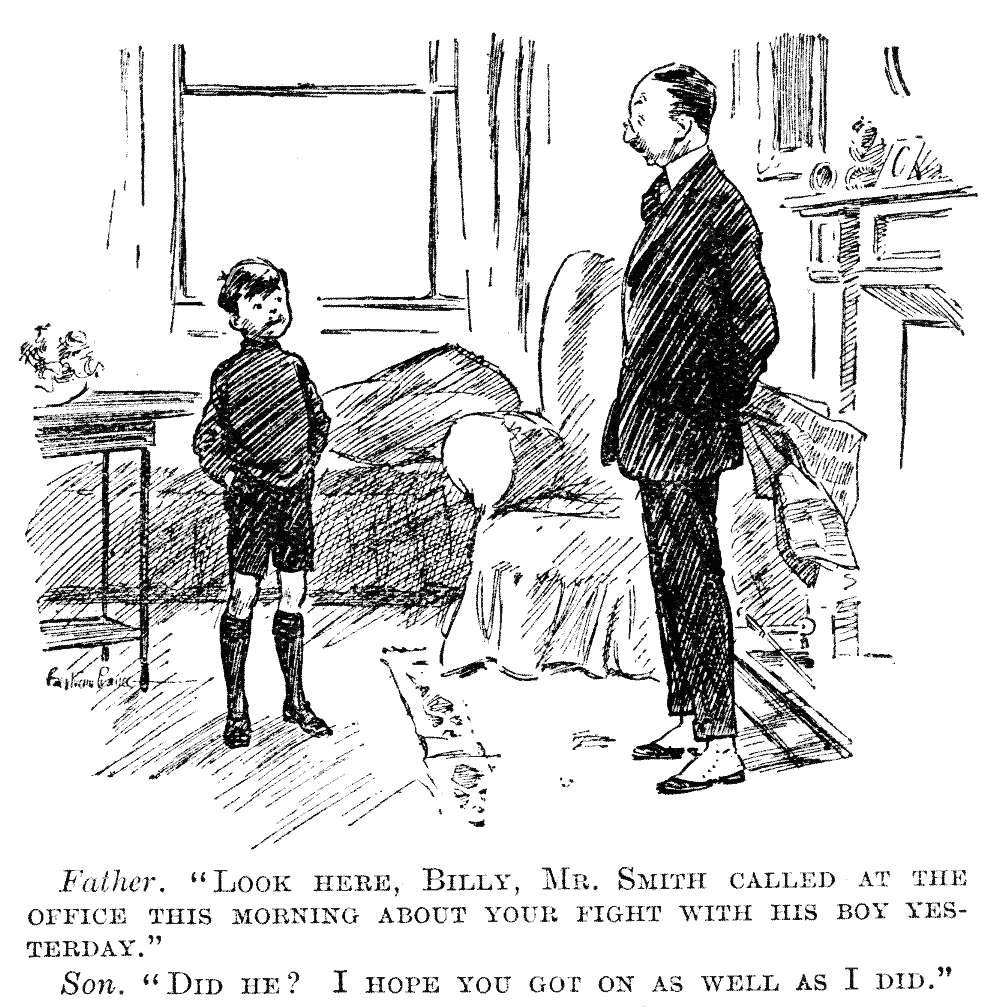 Father. "LOOK HERE, BILLY, MR. SMITH CALLED AT THE
OFFICE THIS MORNING ABOUT YOUR FIGHT WITH HIS BOY YES-
TERDAY."
Son. "DID HE? I HOPE YOU GOT ON AS WELL AS I DID."